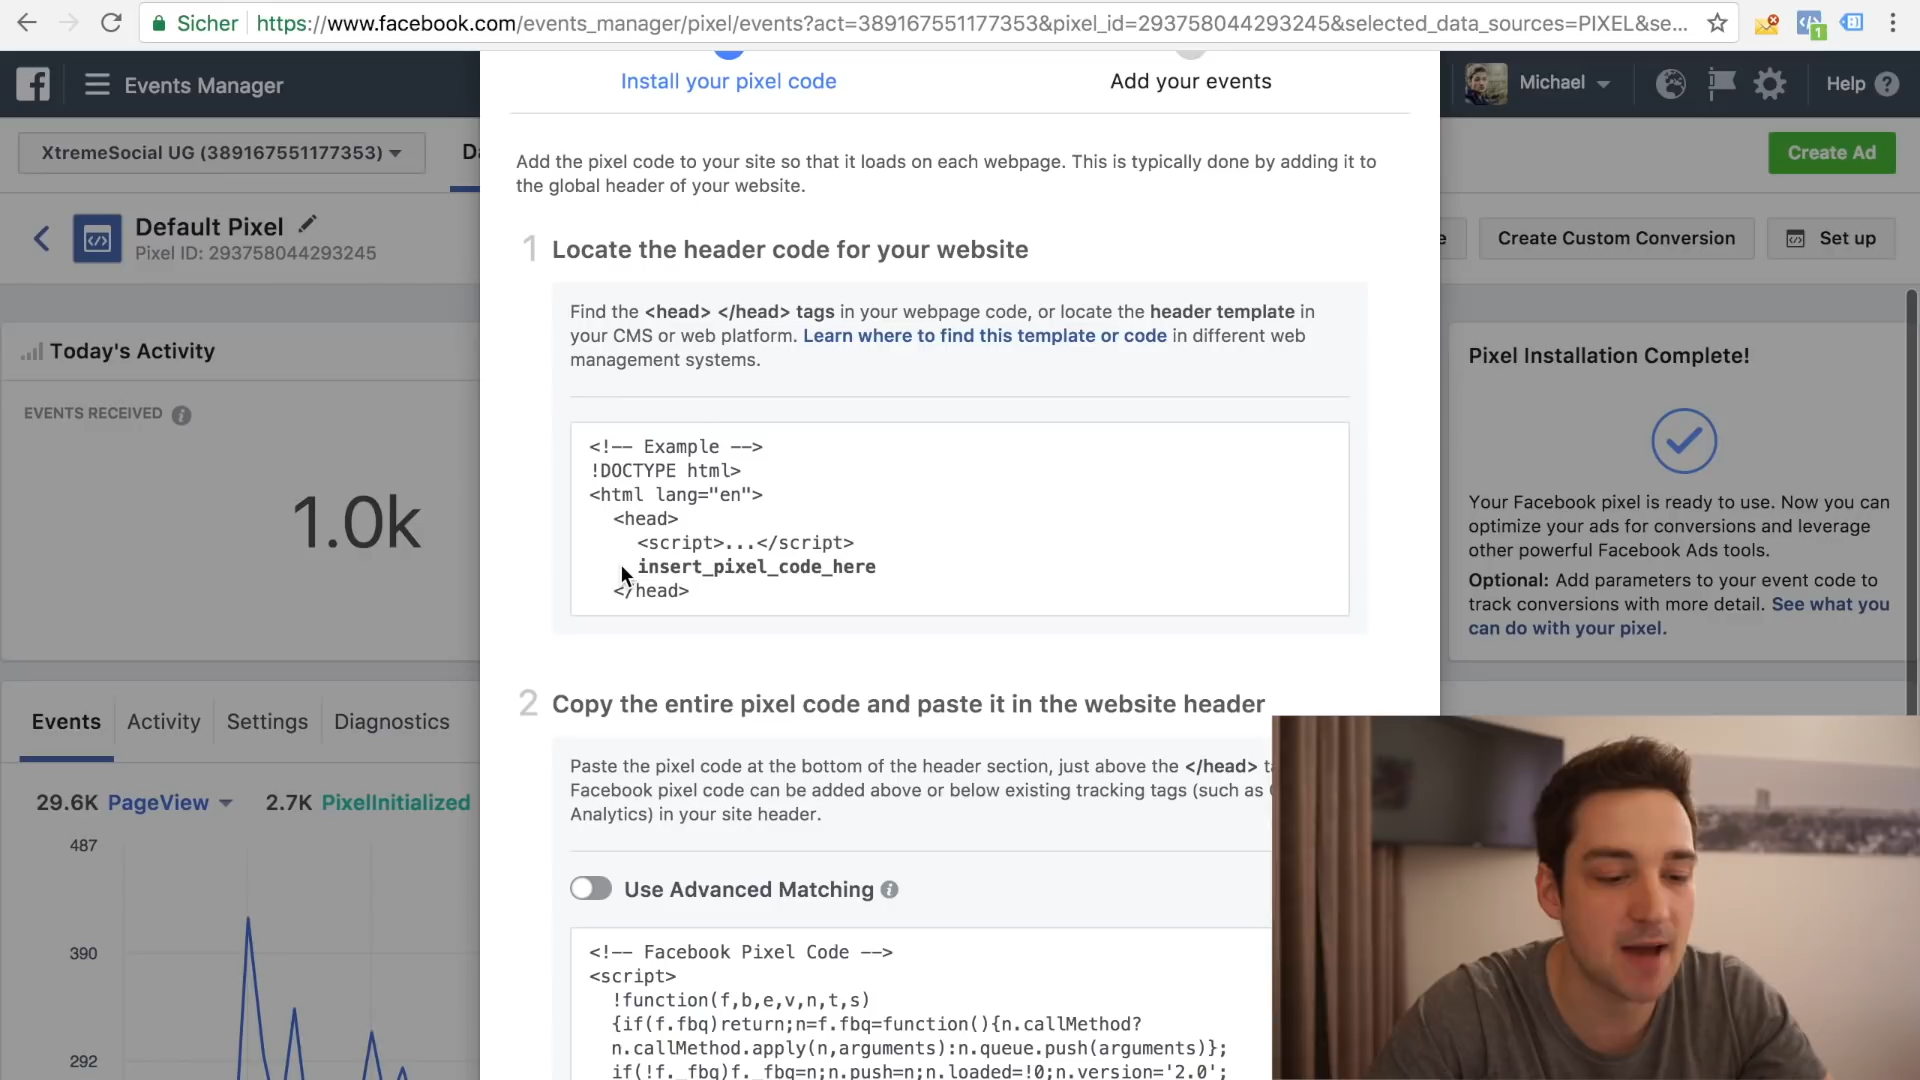 Sicher https://www.facebook.com/events_manager/pixel/events?act=389167551177353&pixel_id=293758044293245&selected_data_sources=PIXEL&se...
1
Events Manager
Install your pixel code
Add your events
Michael
Help ?
XtremeSocial UG (389167551177353)
Create Ad
Add the pixel code to your site so that it loads on each webpage. This is typically done by adding it to
the global header of your website.
Default Pixel
Pixel ID: 293758044293245
Create Custom Conversion
Set up
1 Locate the header code for your website
Find the <head> </head> tags in your webpage code, or locate the header template in
your CMS or web platform. Learn where to find this template or code in different web
management systems.
Today's Activity
EVENTS RECEIVED
1.0k
<!-- Example -->
!DOCTYPE html>
<html lang="en">
<head>
<script>...</script>
insert_pixel_code_here
</head>
Pixel Installation Complete!
Your Facebook pixel is ready to use. Now you can
optimize your ads for conversions and leverage
other powerful Facebook Ads tools.
Optional: Add parameters to your event code to
track conversions with more detail. See what you
can do with your pixel.
2 Copy the entire pixel code and paste it in the website header
Paste the pixel code at the bottom of the header section, just above the </head>
Facebook pixel code can be added above or below existing tracking tags (such as
Analytics) in your site header.
Events Activity Settings Diagnostics
29.6K PageView 2.7K PixelInitialized
487
390
292
Use Advanced Matching
<!-- Facebook Pixel Code -->
<script>
!function(f,b,e,v,n,t,s)
{if(f.fbq)return;n=f.fbq=function(){n.callMethod?
n.callMethod.apply(n,arguments):n.queue.push(arguments)};
if(!f._fbq)f._fbq=n;n.push=n;n.loaded=!0;n.version='2.0';